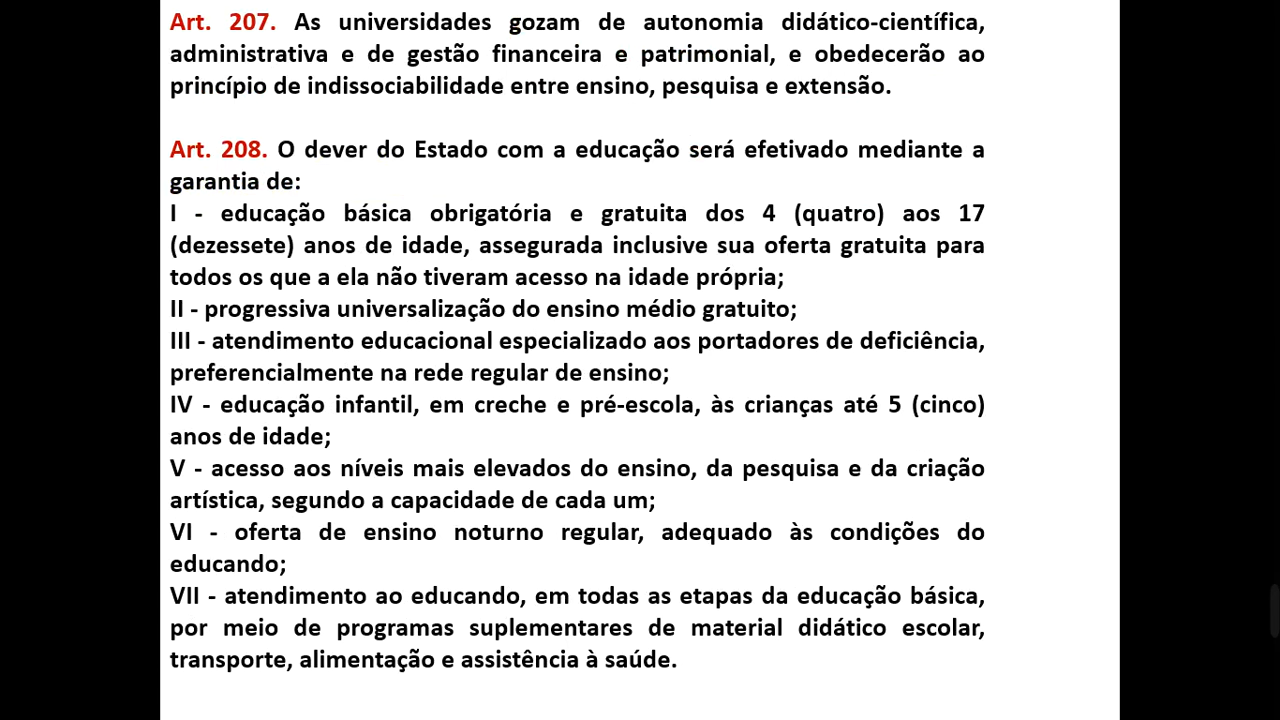 Art. 207. As universidades gozam de autonomia didático-científica,
administrativa e de gestão financeira e patrimonial, e obedecerão ao
princípio de indissociabilidade entre ensino, pesquisa e extensão.
Art. 208. O dever do Estado com a educação será efetivado mediante a
garantia de:
I - educação básica obrigatória e gratuita dos 4 (quatro) aos 17
(dezessete) anos de idade, assegurada inclusive sua oferta gratuita para
todos os que a ela não tiveram acesso na idade própria;
II - progressiva universalização do ensino médio gratuito;
III - atendimento educacional especializado aos portadores de deficiência,
preferencialmente na rede regular de ensino;
IV - educação infantil, em creche e pré-escola, às crianças até 5 (cinco)
anos de idade;
V - acesso aos níveis mais elevados do ensino, da pesquisa e da criação
artística, segundo a capacidade de cada um;
VI - oferta de ensino noturno regular, adequado às condições do
educando;
VII - atendimento ao educando, em todas as etapas da educação básica,
por meio de programas suplementares de material didático escolar,
transporte, alimentação e assistência à saúde.